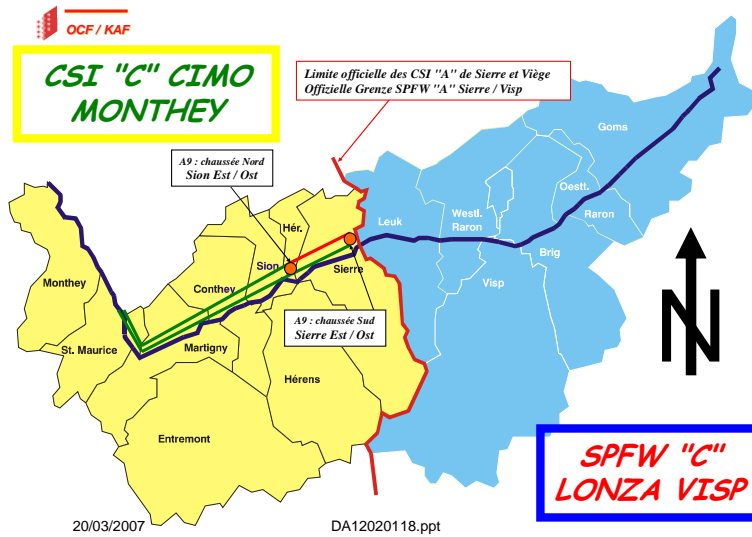 OCF / KAF
CSI "C" CIMO
MONTHEY
Limite officielle des CSI "A" de Sierre et Viège
Offizielle Grenze SPFW "A" Sierre / Visp
A9 : chaussée Nord
Sion Est / Ost
Goms
Oestl.
Raron
Westl.
Raron
Leuk
Brig
Visp
Hér.
Sion
Sierre
Conthey
Monthey
St. Maurice
Martigny
A9 : chaussée Sud
Sierre Est / Ost
Hérens
Entremont
N
SPFW "C"
LONZA VISP
20/03/2007
DA12020118.ppt